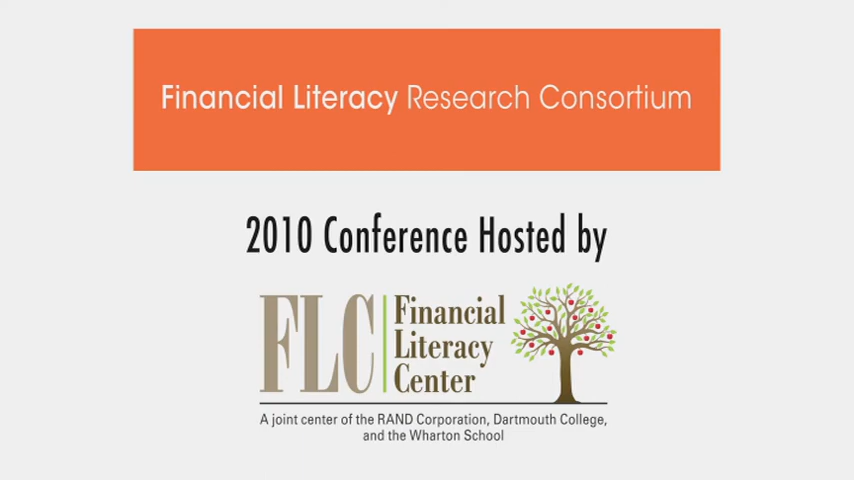 Financial Literacy Research Consortium
2010 Conference Hosted by
FLC
Financial
Literacy
Center
A joint center of the RAND Corporation, Dartmouth College,
and the Wharton School